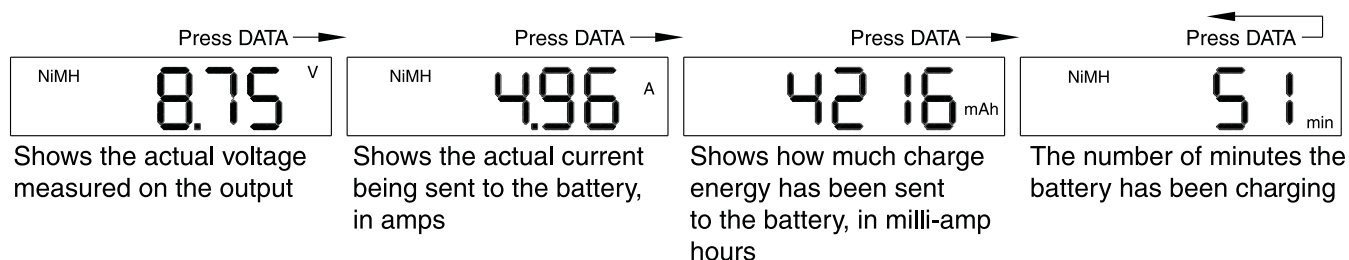 Press DATA
NiMH 8.75 V
Shows the actual voltage
measured on the output
Press DATA
NiMH 4.96 A
Shows the actual current
being sent to the battery,
in amps
Press DATA
4216 mAh
Shows how much charge
energy has been sent
to the battery, in milli-amp
hours
Press DATA
NiMH 51 min
The number of minutes the
battery has been charging